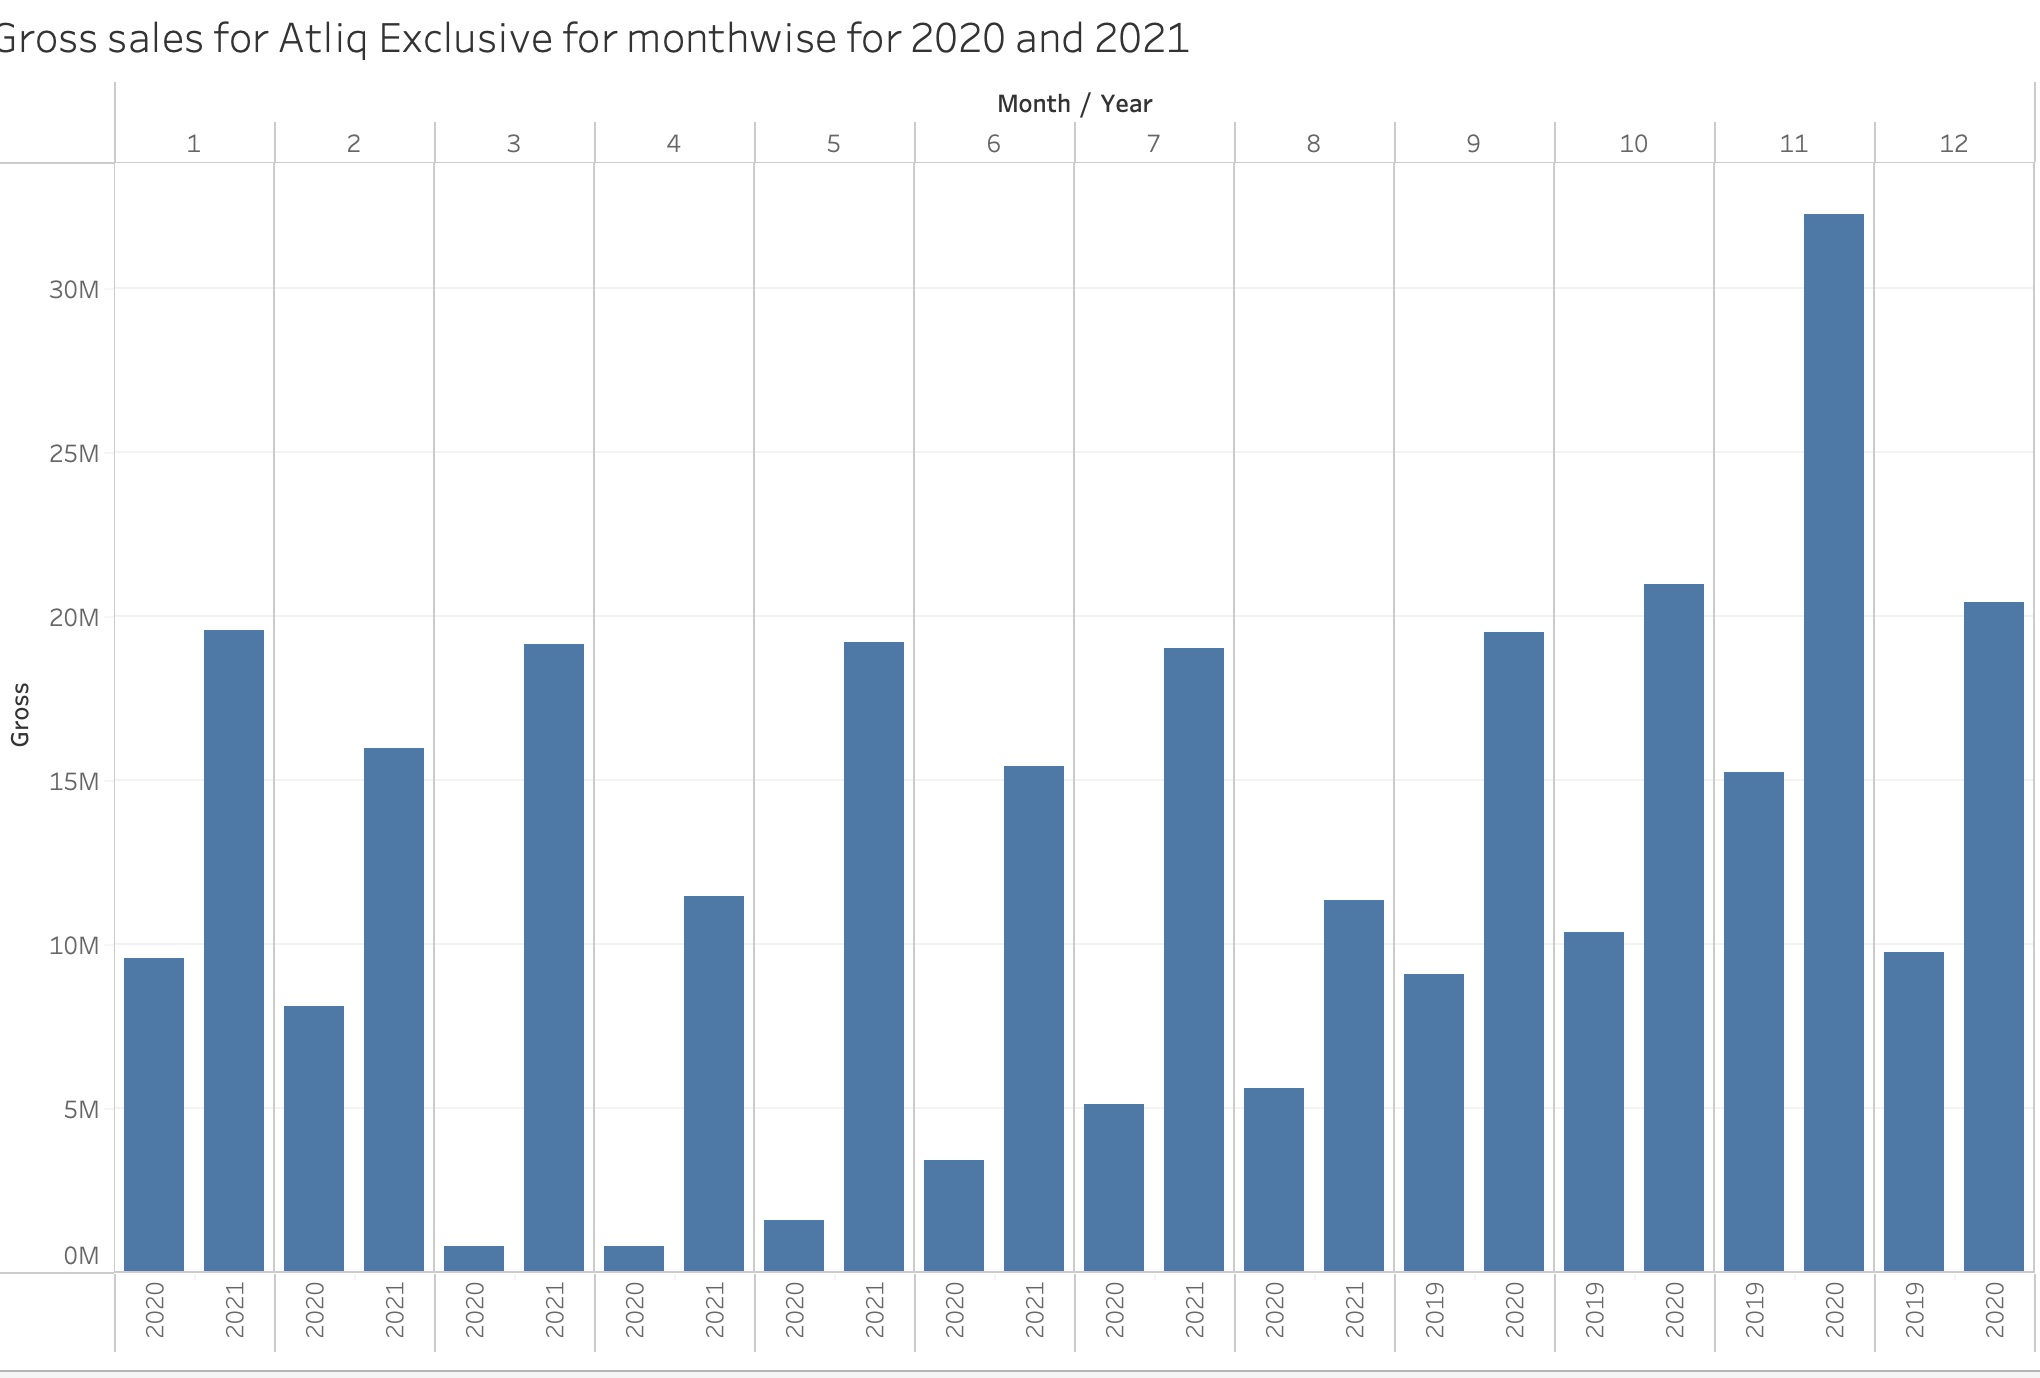 Gross sales for Atliq Exclusive for monthwise for 2020 and 2021
Month / Year
1 2 3 4 5 6 7 8 9 10 11 12
30M
25M
20M
15M
10M
5M
0M
Gross
2020 2021 2020 2021 2020 2021 2020 2021 2020 2021 2020 2021 2020 2021 2020 2021 2019 2020 2019 2020 2019 2020 2019 2020